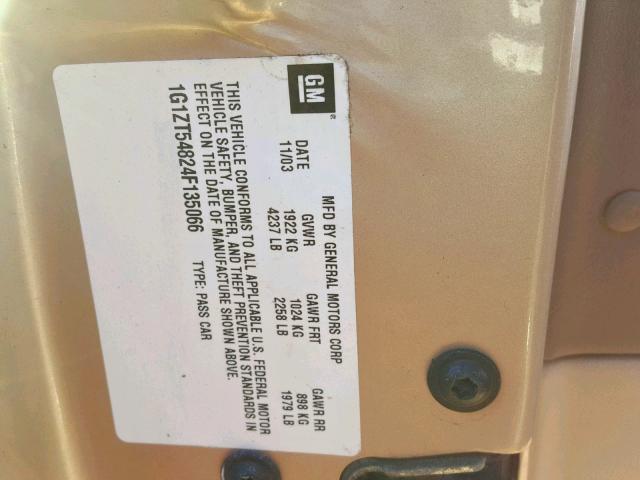 GM
MFD BY GENERAL MOTORS CORP
DATE GVWR GAWR FRT GAWR RR
11/03 1922 KG 1024 KG 898 KG
4237 LB 2258 LB 1979 LB
THIS VEHICLE CONFORMS TO ALL APPLICABLE U.S. FEDERAL MOTOR
VEHICLE SAFETY, BUMPER, AND THEFT PREVENTION STANDARDS IN
EFFECT ON THE DATE OF MANUFACTURE SHOWN ABOVE.
1G1ZT54824F135066 TYPE: PASS CAR